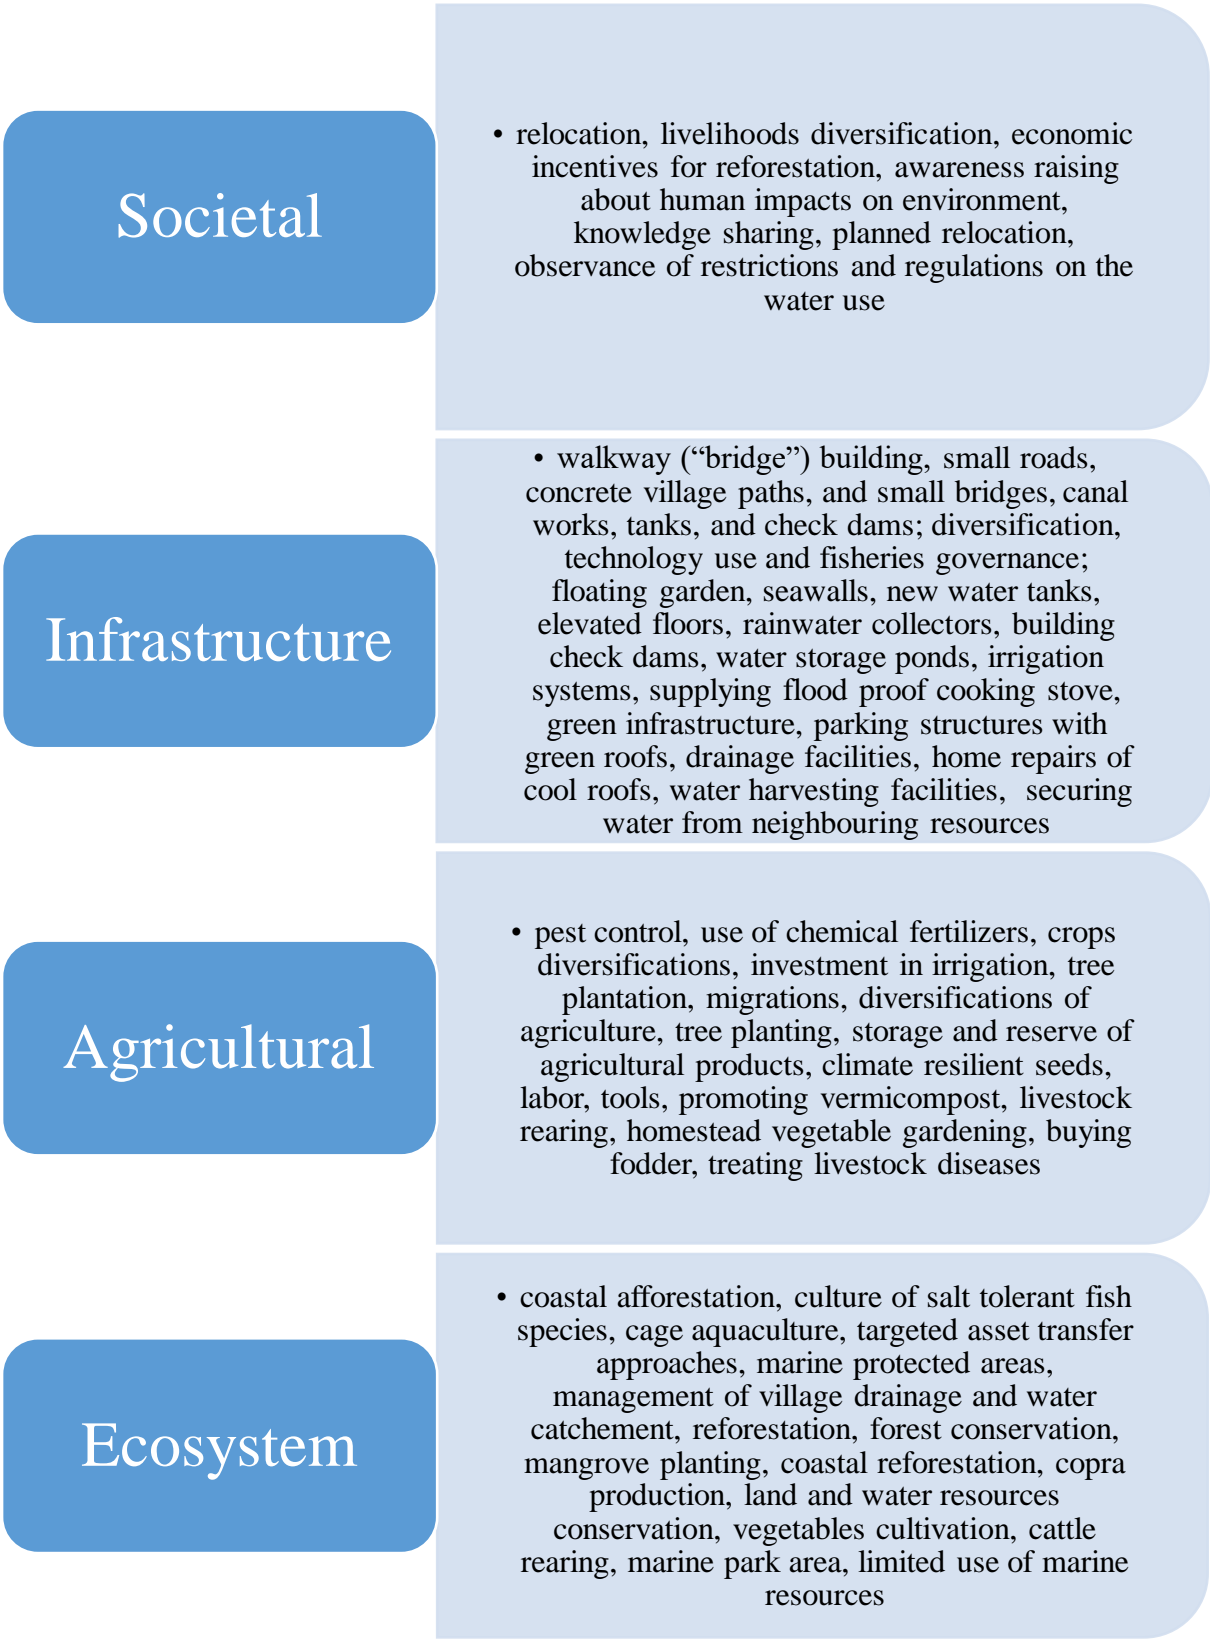 Societal
• relocation, livelihoods diversification, economic
incentives for reforestation, awareness raising
about human impacts on environment,
knowledge sharing, planned relocation,
observance of restrictions and regulations on the
water use
Infrastructure
• walkway (“bridge”) building, small roads,
concrete village paths, and small bridges, canal
works, tanks, and check dams; diversification,
technology use and fisheries governance;
floating garden, seawalls, new water tanks,
elevated floors, rainwater collectors, building
check dams, water storage ponds, irrigation
systems, supplying flood proof cooking stove,
green infrastructure, parking structures with
green roofs, drainage facilities, home repairs of
cool roofs, water harvesting facilities,  securing
water from neighbouring resources
Agricultural
• pest control, use of chemical fertilizers, crops
diversifications, investment in irrigation, tree
plantation, migrations, diversifications of
agriculture, tree planting, storage and reserve of
agricultural products, climate resilient seeds,
labor, tools, promoting vermicompost, livestock
rearing, homestead vegetable gardening, buying
fodder, treating livestock diseases
Ecosystem
• coastal afforestation, culture of salt tolerant fish
species, cage aquaculture, targeted asset transfer
approaches, marine protected areas,
management of village drainage and water
catchement, reforestation, forest conservation,
mangrove planting, coastal reforestation, copra
production, land and water resources
conservation, vegetables cultivation, cattle
rearing, marine park area, limited use of marine
resources